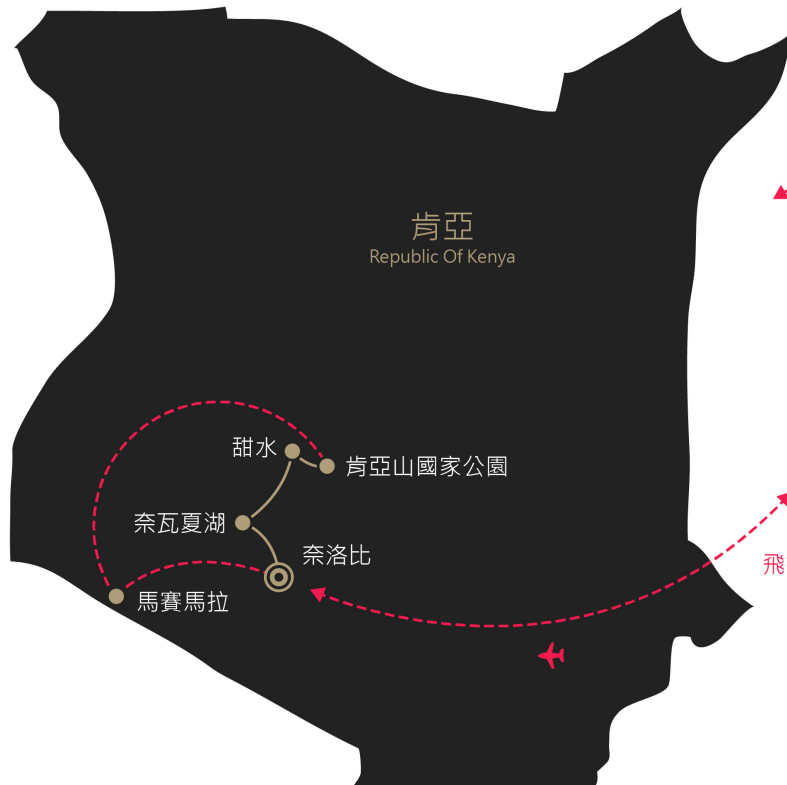 肯亞
Republic Of Kenya
甜水
肯亞山國家公園
奈瓦夏湖
奈洛比
飛
馬賽馬拉